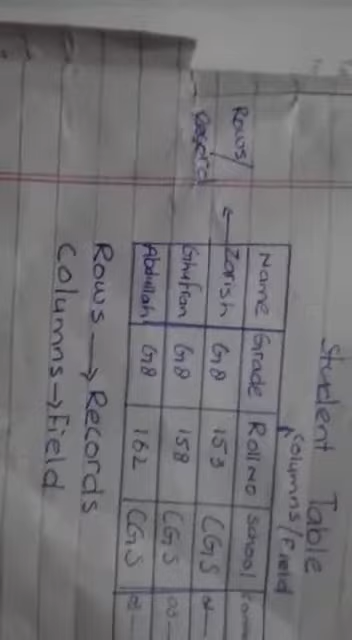 Student Table
Columns/Field
Name Grade Roll No School
Rows/ Zarish G8 153 CGS
Ghufran G8 158 CGS
Abdullah G8 162 CGS
Rows → Records
Columns → Field